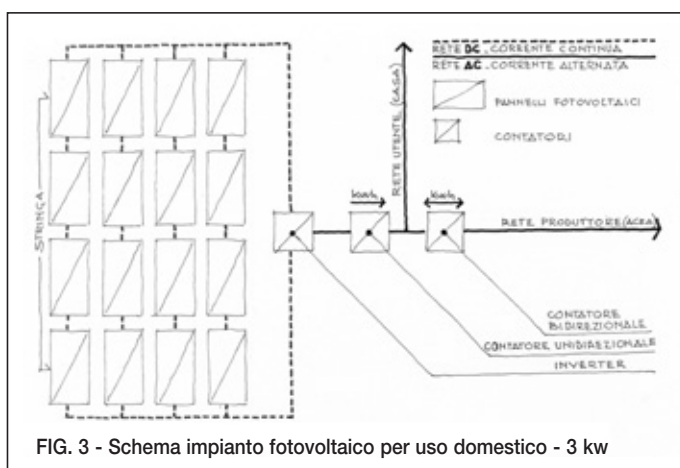 RETE DC. CORRENTE CONTINUA
RETE AC. CORRENTE ALTERNATA
PANNELLI FOTOVOLTAICI
CONTATORI
STRINGA
RETE UTENTE (CASA)
kwh
kwh
RETE PRODUTTORE (ACEA)
CONTATORE
BIDIREZIONALE
CONTATORE UNIDIREZIONALE
INVERTER
FIG. 3 - Schema impianto fotovoltaico per uso domestico - 3 kw